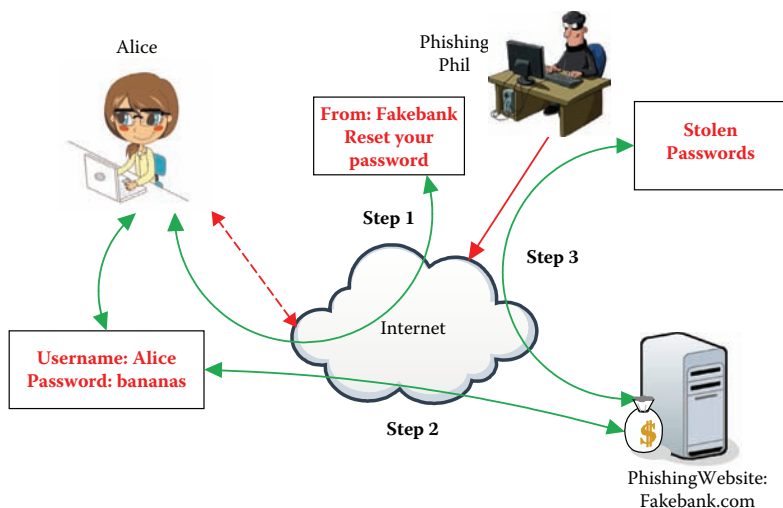 Alice
Phishing
Phil
From: Fakebank
Reset your
password
Stolen
Passwords
Step 1
Step 3
Internet
Username: Alice
Password: bananas
Step 2
$
PhishingWebsite:
Fakebank.com